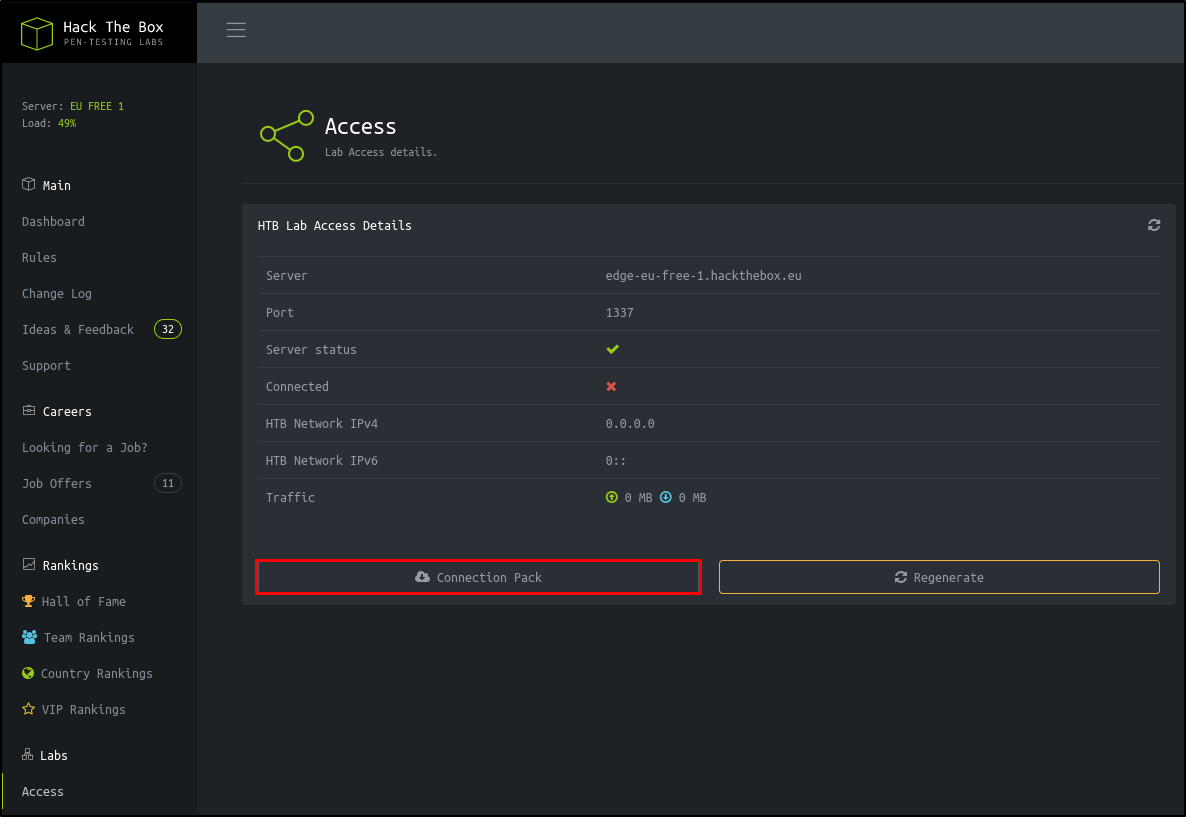 Hack The Box
PEN-TESTING LABS
Server: EU FREE 1
Load: 49%
Main
Dashboard
Rules
Change Log
Ideas & Feedback 32
Support
Careers
Looking for a Job?
Job Offers 11
Companies
Rankings
Hall of Fame
Team Rankings
Country Rankings
VIP Rankings
Labs
Access
Access
Lab Access details.
HTB Lab Access Details
Server edge-eu-free-1.hackthebox.eu
Port 1337
Server status
Connected
HTB Network IPv4 0.0.0.0
HTB Network IPv6 0::
Traffic 0 MB 0 MB
Connection Pack
Regenerate